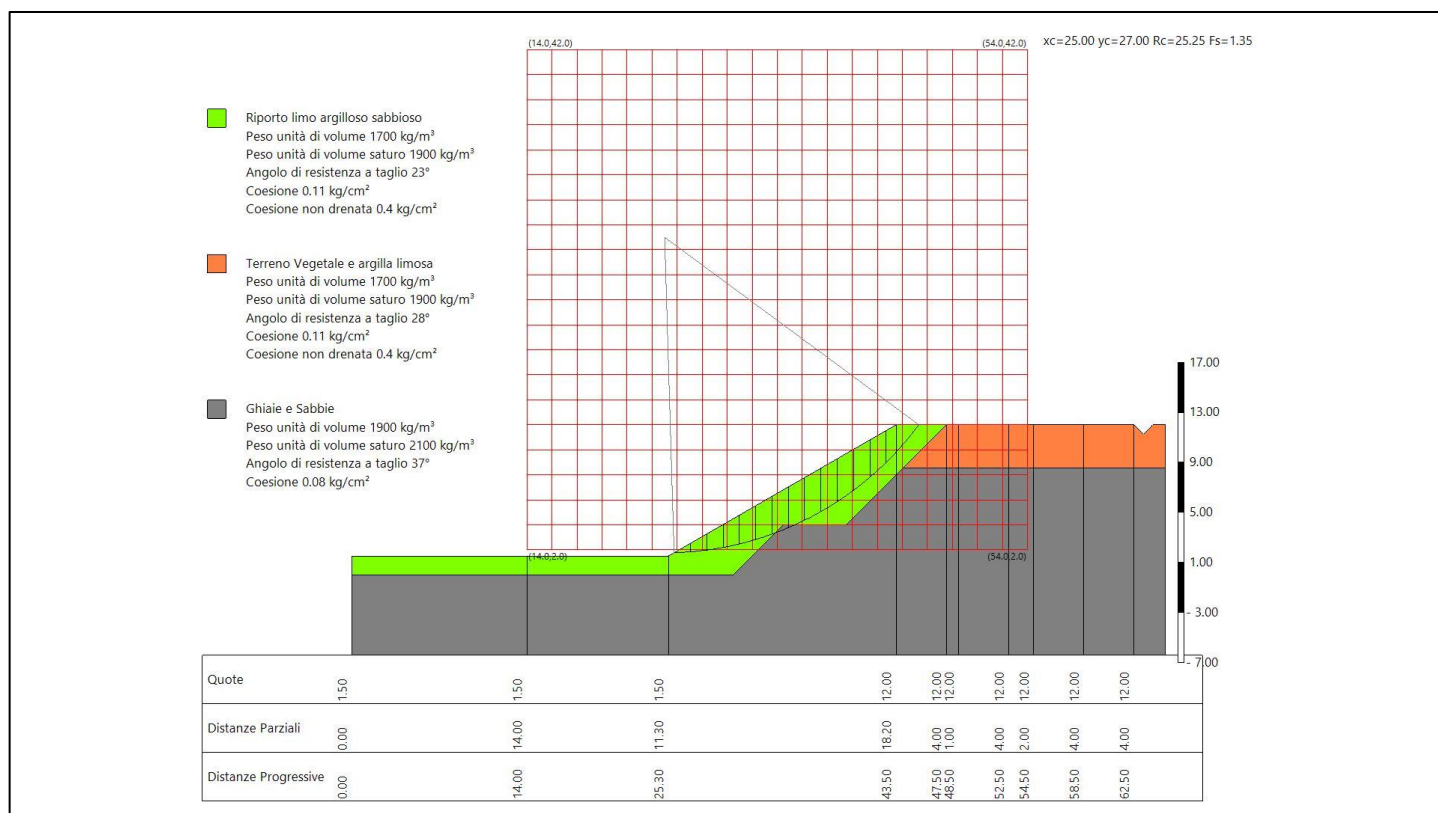 (14.0,42.0)
(54.0,42.0)
xc=25.00 yc=27.00 Rc=25.25 Fs=1.35
Riporto limo argilloso sabbioso
Peso unità di volume 1700 kg/m³
Peso unità di volume saturo 1900 kg/m³
Angolo di resistenza a taglio 23°
Coesione 0.11 kg/cm²
Coesione non drenata 0.4 kg/cm²
Terreno Vegetale e argilla limosa
Peso unità di volume 1700 kg/m³
Peso unità di volume saturo 1900 kg/m³
Angolo di resistenza a taglio 28°
Coesione 0.11 kg/cm²
Coesione non drenata 0.4 kg/cm²
Ghiaie e Sabbie
Peso unità di volume 1900 kg/m³
Peso unità di volume saturo 2100 kg/m³
Angolo di resistenza a taglio 37°
Coesione 0.08 kg/cm²
17.00
13.00
9.00
5.00
1.00
- 3.00
- 7.00
(14.0,2.0)
(54.0,2.0)
Quote 1.50 1.50 1.50 12.00 12.00 12.00 12.00 12.00 12.00 12.00
Distanze Parziali 0.00 14.00 11.30 18.20 4.00 1.00 4.00 2.00 4.00 4.00
Distanze Progressive 0.00 14.00 25.30 43.50 47.50 48.50 52.50 54.50 58.50 62.50